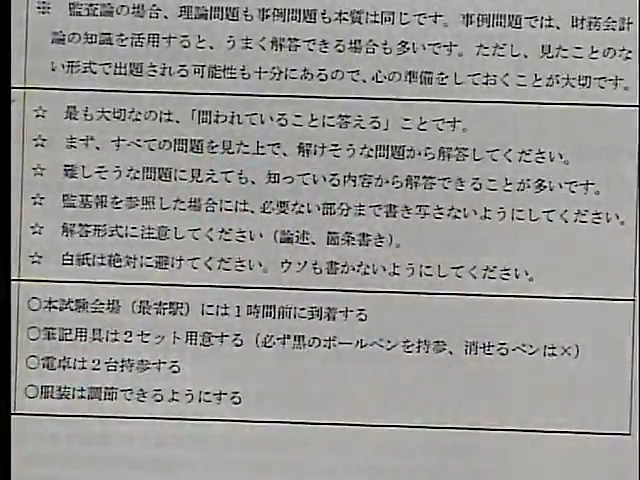 ※ 監査論の場合、理論問題も事例問題も本質は同じです。事例問題では、財務会計
論の知識を活用すると、うまく解答できる場合も多いです。ただし、見たことのな
い形式で出題される可能性も十分にあるので、心の準備をしておくことが大切です。
☆ 最も大切なのは、「問われていることに答える」ことです。
☆ まず、すべての問題を見た上で、解けそうな問題から解答してください。
☆ 難しそうな問題に見えても、知っている内容から解答できることが多いです。
☆ 監基報を参照した場合には、必要ない部分まで書き写さないようにしてください。
☆ 解答形式に注意してください（論述、箇条書き）。
☆ 白紙は絶対に避けてください。ウソも書かないようにしてください。
○本試験会場（最寄駅）には１時間前に到着する
○筆記用具は２セット用意する（必ず黒のボールペンを持参、消せるペンは×）
○電卓は２台持参する
○服装は調節できるようにする